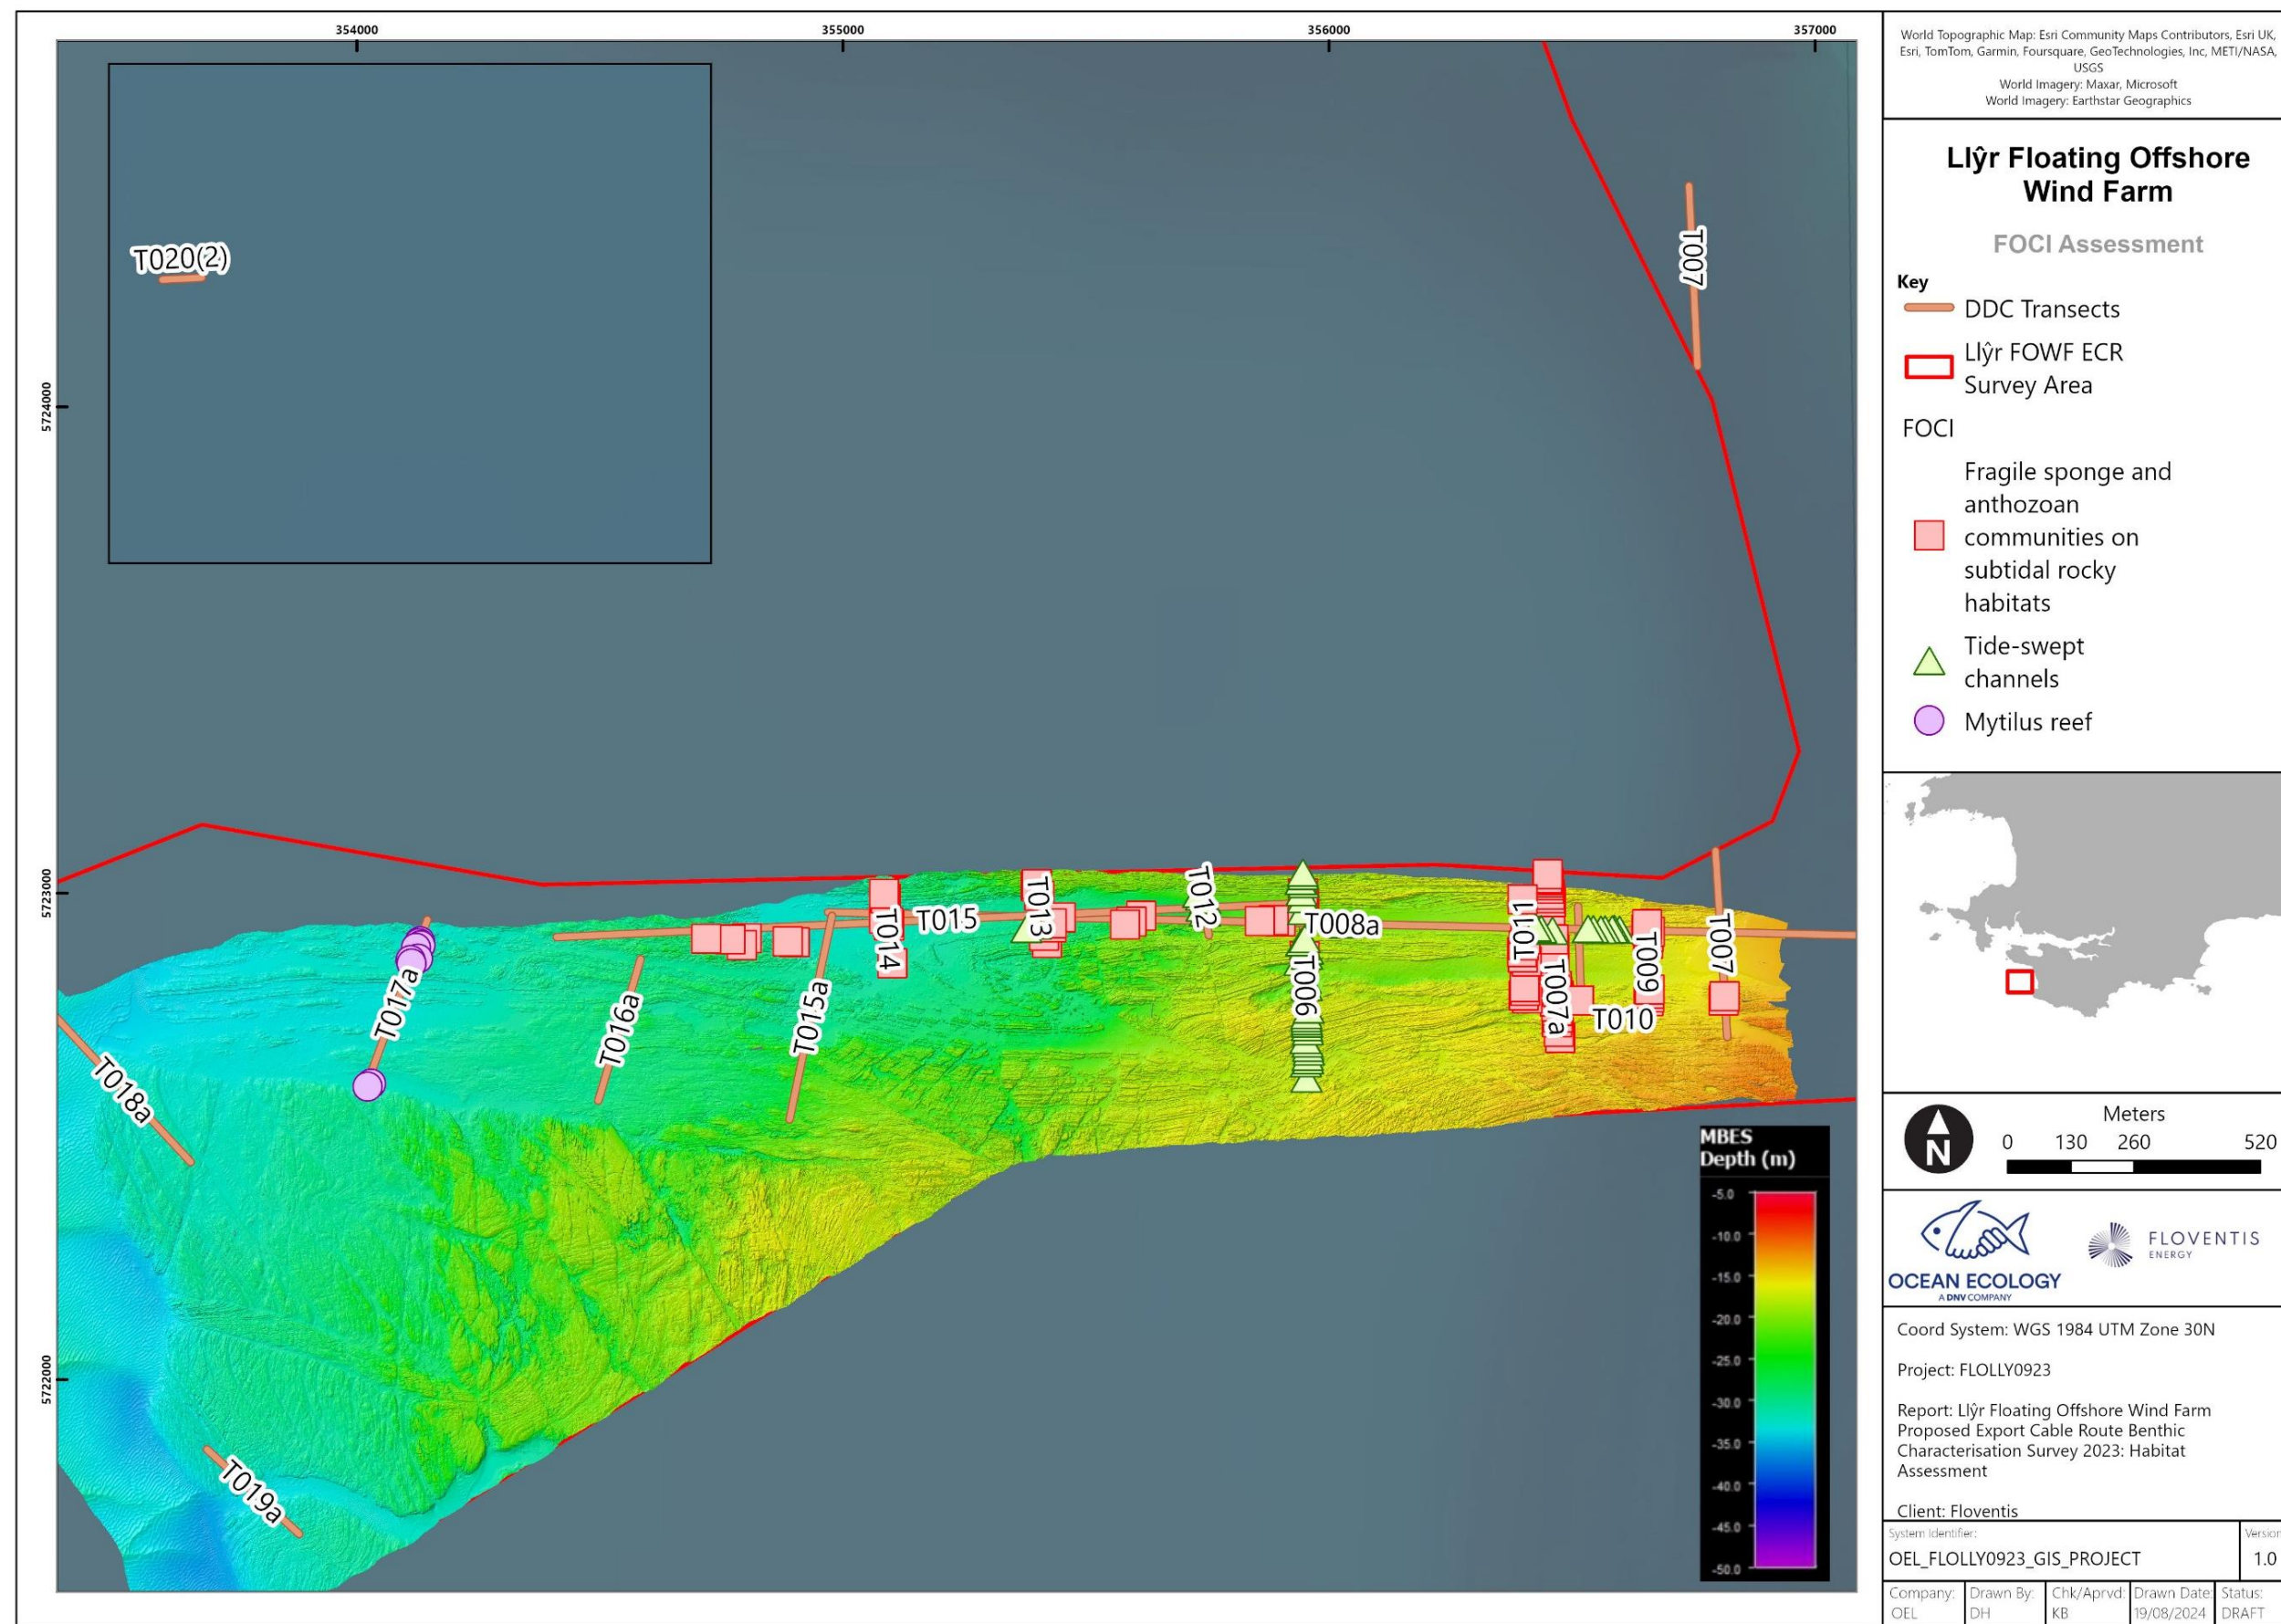 354000
355000
356000
357000
5724000
5723000
5722000
T020(2)
T007
T012
T013
T014
T015
T008a
T011
T009
T007
T006
T007a
T010
T017a
T016a
T015a
T018a
T019a
MBES
Depth (m)
-5.0
-10.0
-15.0
-20.0
-25.0
-30.0
-35.0
-40.0
-45.0
-50.0
World Topographic Map: Esri Community Maps Contributors, Esri UK,
Esri, TomTom, Garmin, Foursquare, GeoTechnologies, Inc, METI/NASA,
USGS
World Imagery: Maxar, Microsoft
World Imagery: Earthstar Geographics
Llŷr Floating Offshore
Wind Farm
FOCI Assessment
Key
DDC Transects
Llŷr FOWF ECR
Survey Area
FOCI
Fragile sponge and
anthozoan
communities on
subtidal rocky
habitats
Tide-swept
channels
Mytilus reef
N
Meters
0 130 260 520
OCEAN ECOLOGY
A DNV COMPANY
FLOVENTIS
ENERGY
Coord System: WGS 1984 UTM Zone 30N
Project: FLOLLY0923
Report: Llŷr Floating Offshore Wind Farm
Proposed Export Cable Route Benthic
Characterisation Survey 2023: Habitat
Assessment
Client: Floventis
System Identifier:
OEL_FLOLLY0923_GIS_PROJECT
Version
1.0
Company:
OEL
Drawn By:
DH
Chk/Aprvd:
KB
Drawn Date:
19/08/2024
Status:
DRAFT